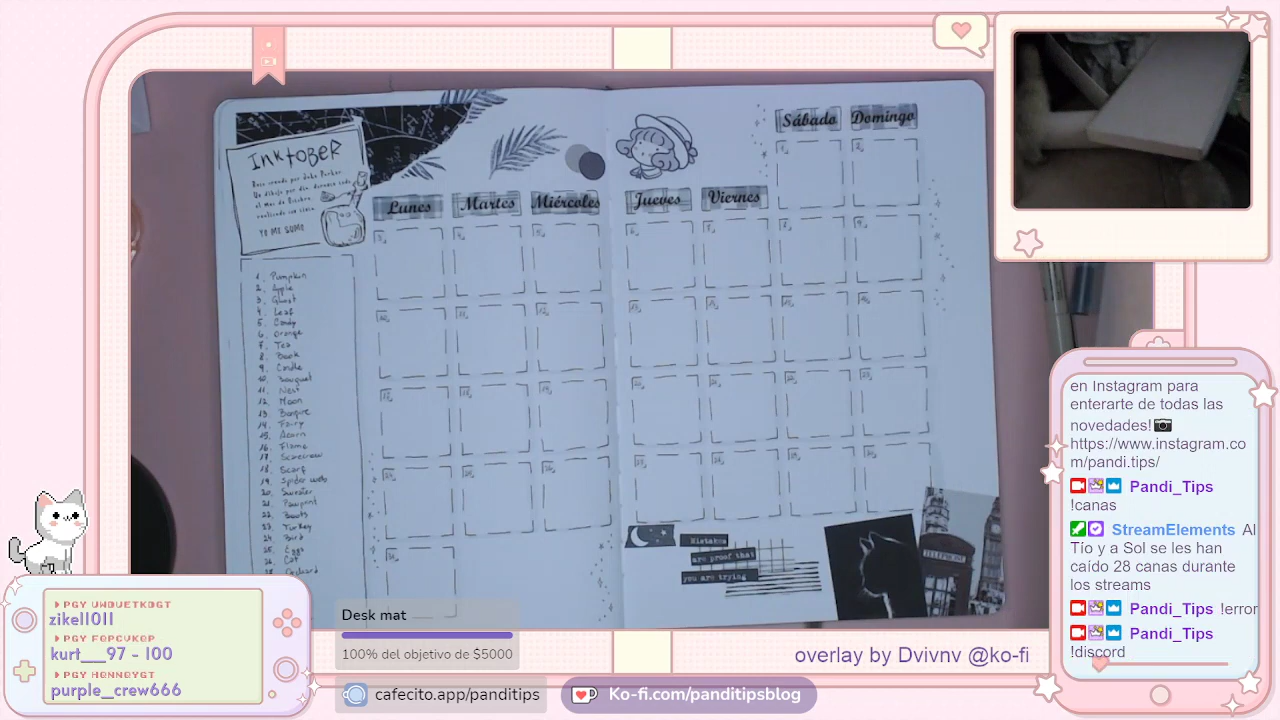 INKTOBER
YO ME SUMO
Lunes
Martes
Miércoles
Jueves
Viernes
Sábado
Domingo
1. Pumpkin
2. Apple
3. Ghost
4. Leaf
5. Candy
6. Orange
7. Tea
8. Book
9. Candle
10. Bouquet
11. Nest
12. Moon
13. Bonfire
14. Fairy
15. Acorn
16. Flame
17. Scarecrow
18. Scarf
19. Spider web
20. Sweater
21. Pawprint
22. Boots
23. Turkey
24. Bird
25. Eggs
26. Cat
Mistakes
are proof that
you are trying
TELEPHONE
en Instagram para
enterarte de todas las
novedades!
https://www.instagram.co
m/pandi.tips/
Pandi_Tips
!canas
StreamElements Al
Tío y a Sol se les han
caído 28 canas durante
los streams
Pandi_Tips !error
Pandi_Tips
!discord
zikel1011
kurt__97 - 100
purple_crew666
Desk mat
100% del objetivo de $5000
overlay by Dvivnv @ko-fi
cafecito.app/panditips
Ko-fi.com/panditipsblog